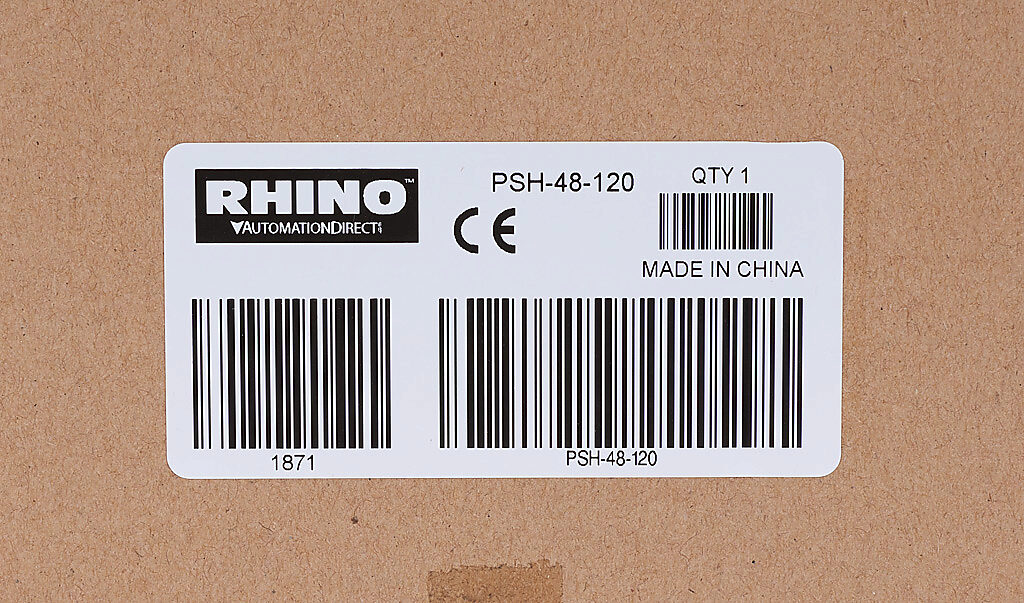 RHINO™
AUTOMATIONDIRECT
PSH-48-120
CE
QTY 1
MADE IN CHINA
1871
PSH-48-120